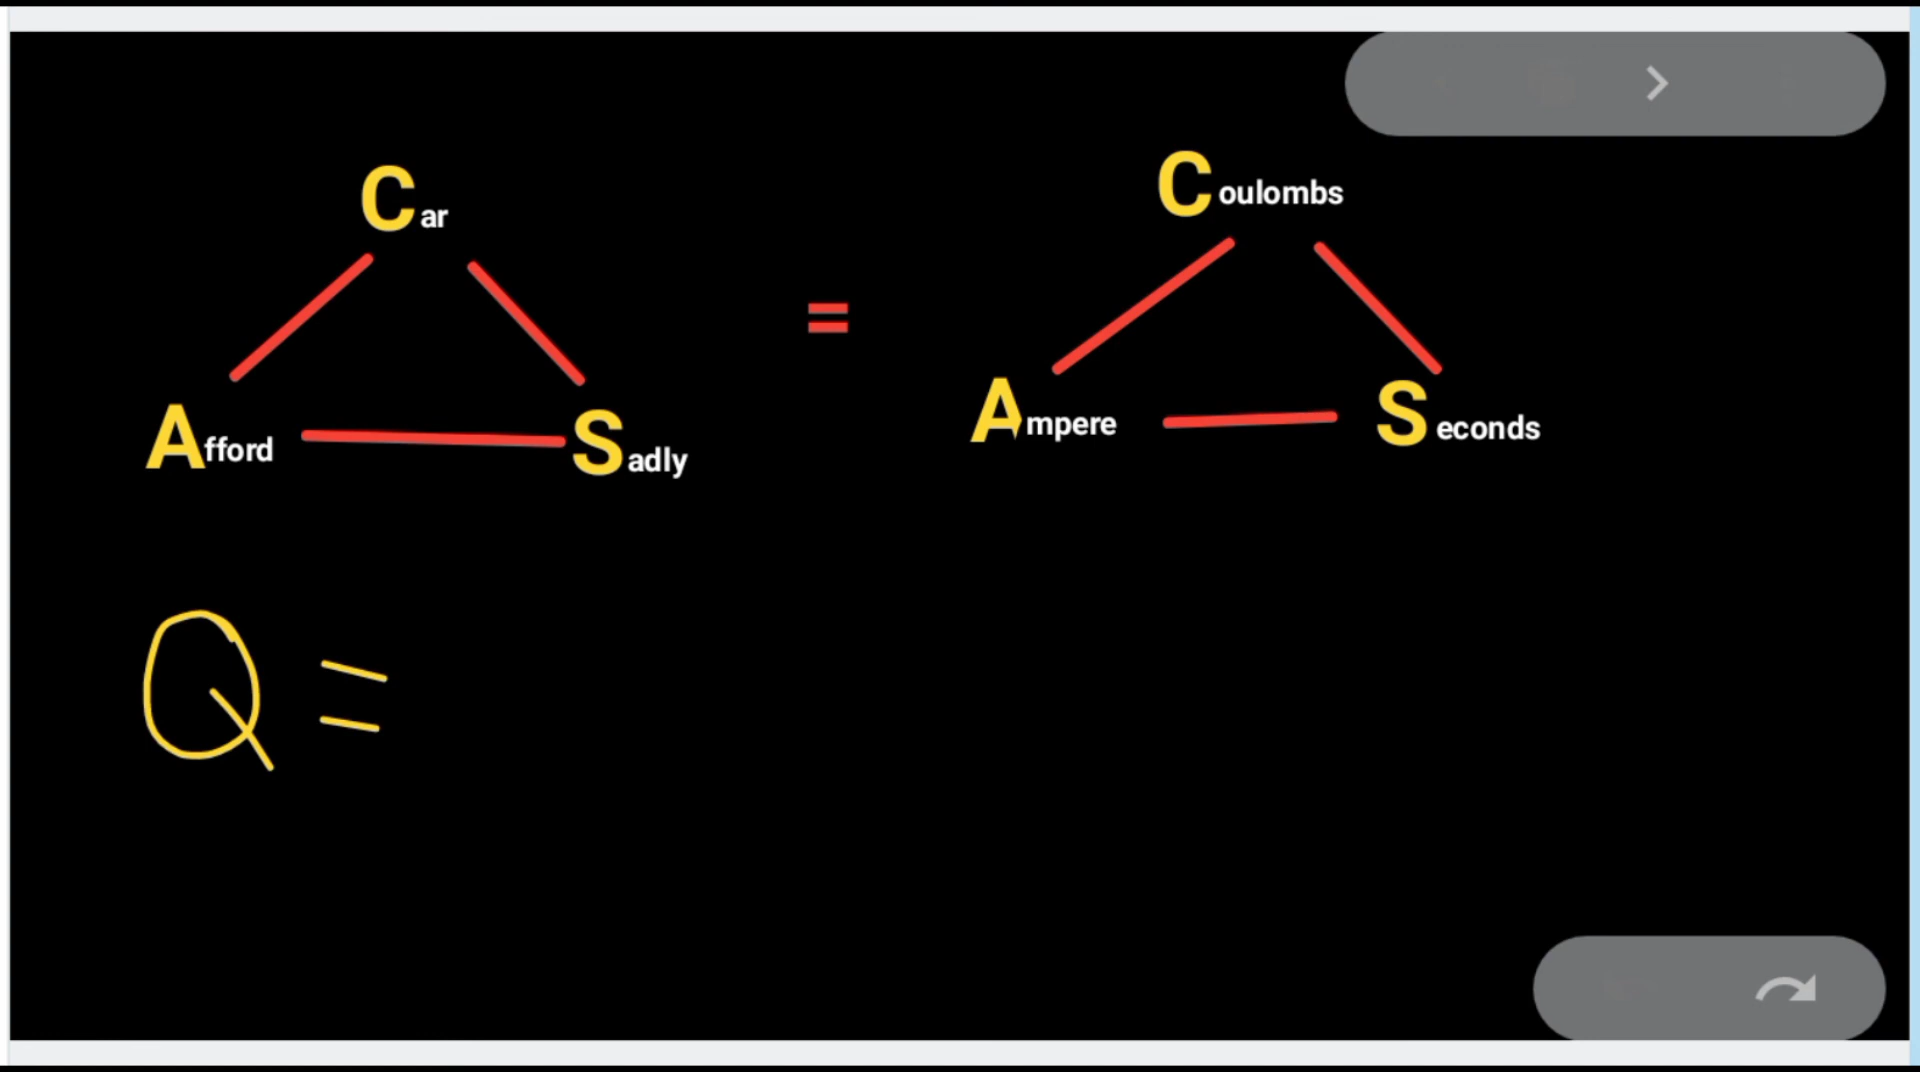 Car
Coulombs
=
Afford
Sadly
Ampere
Seconds
Q =